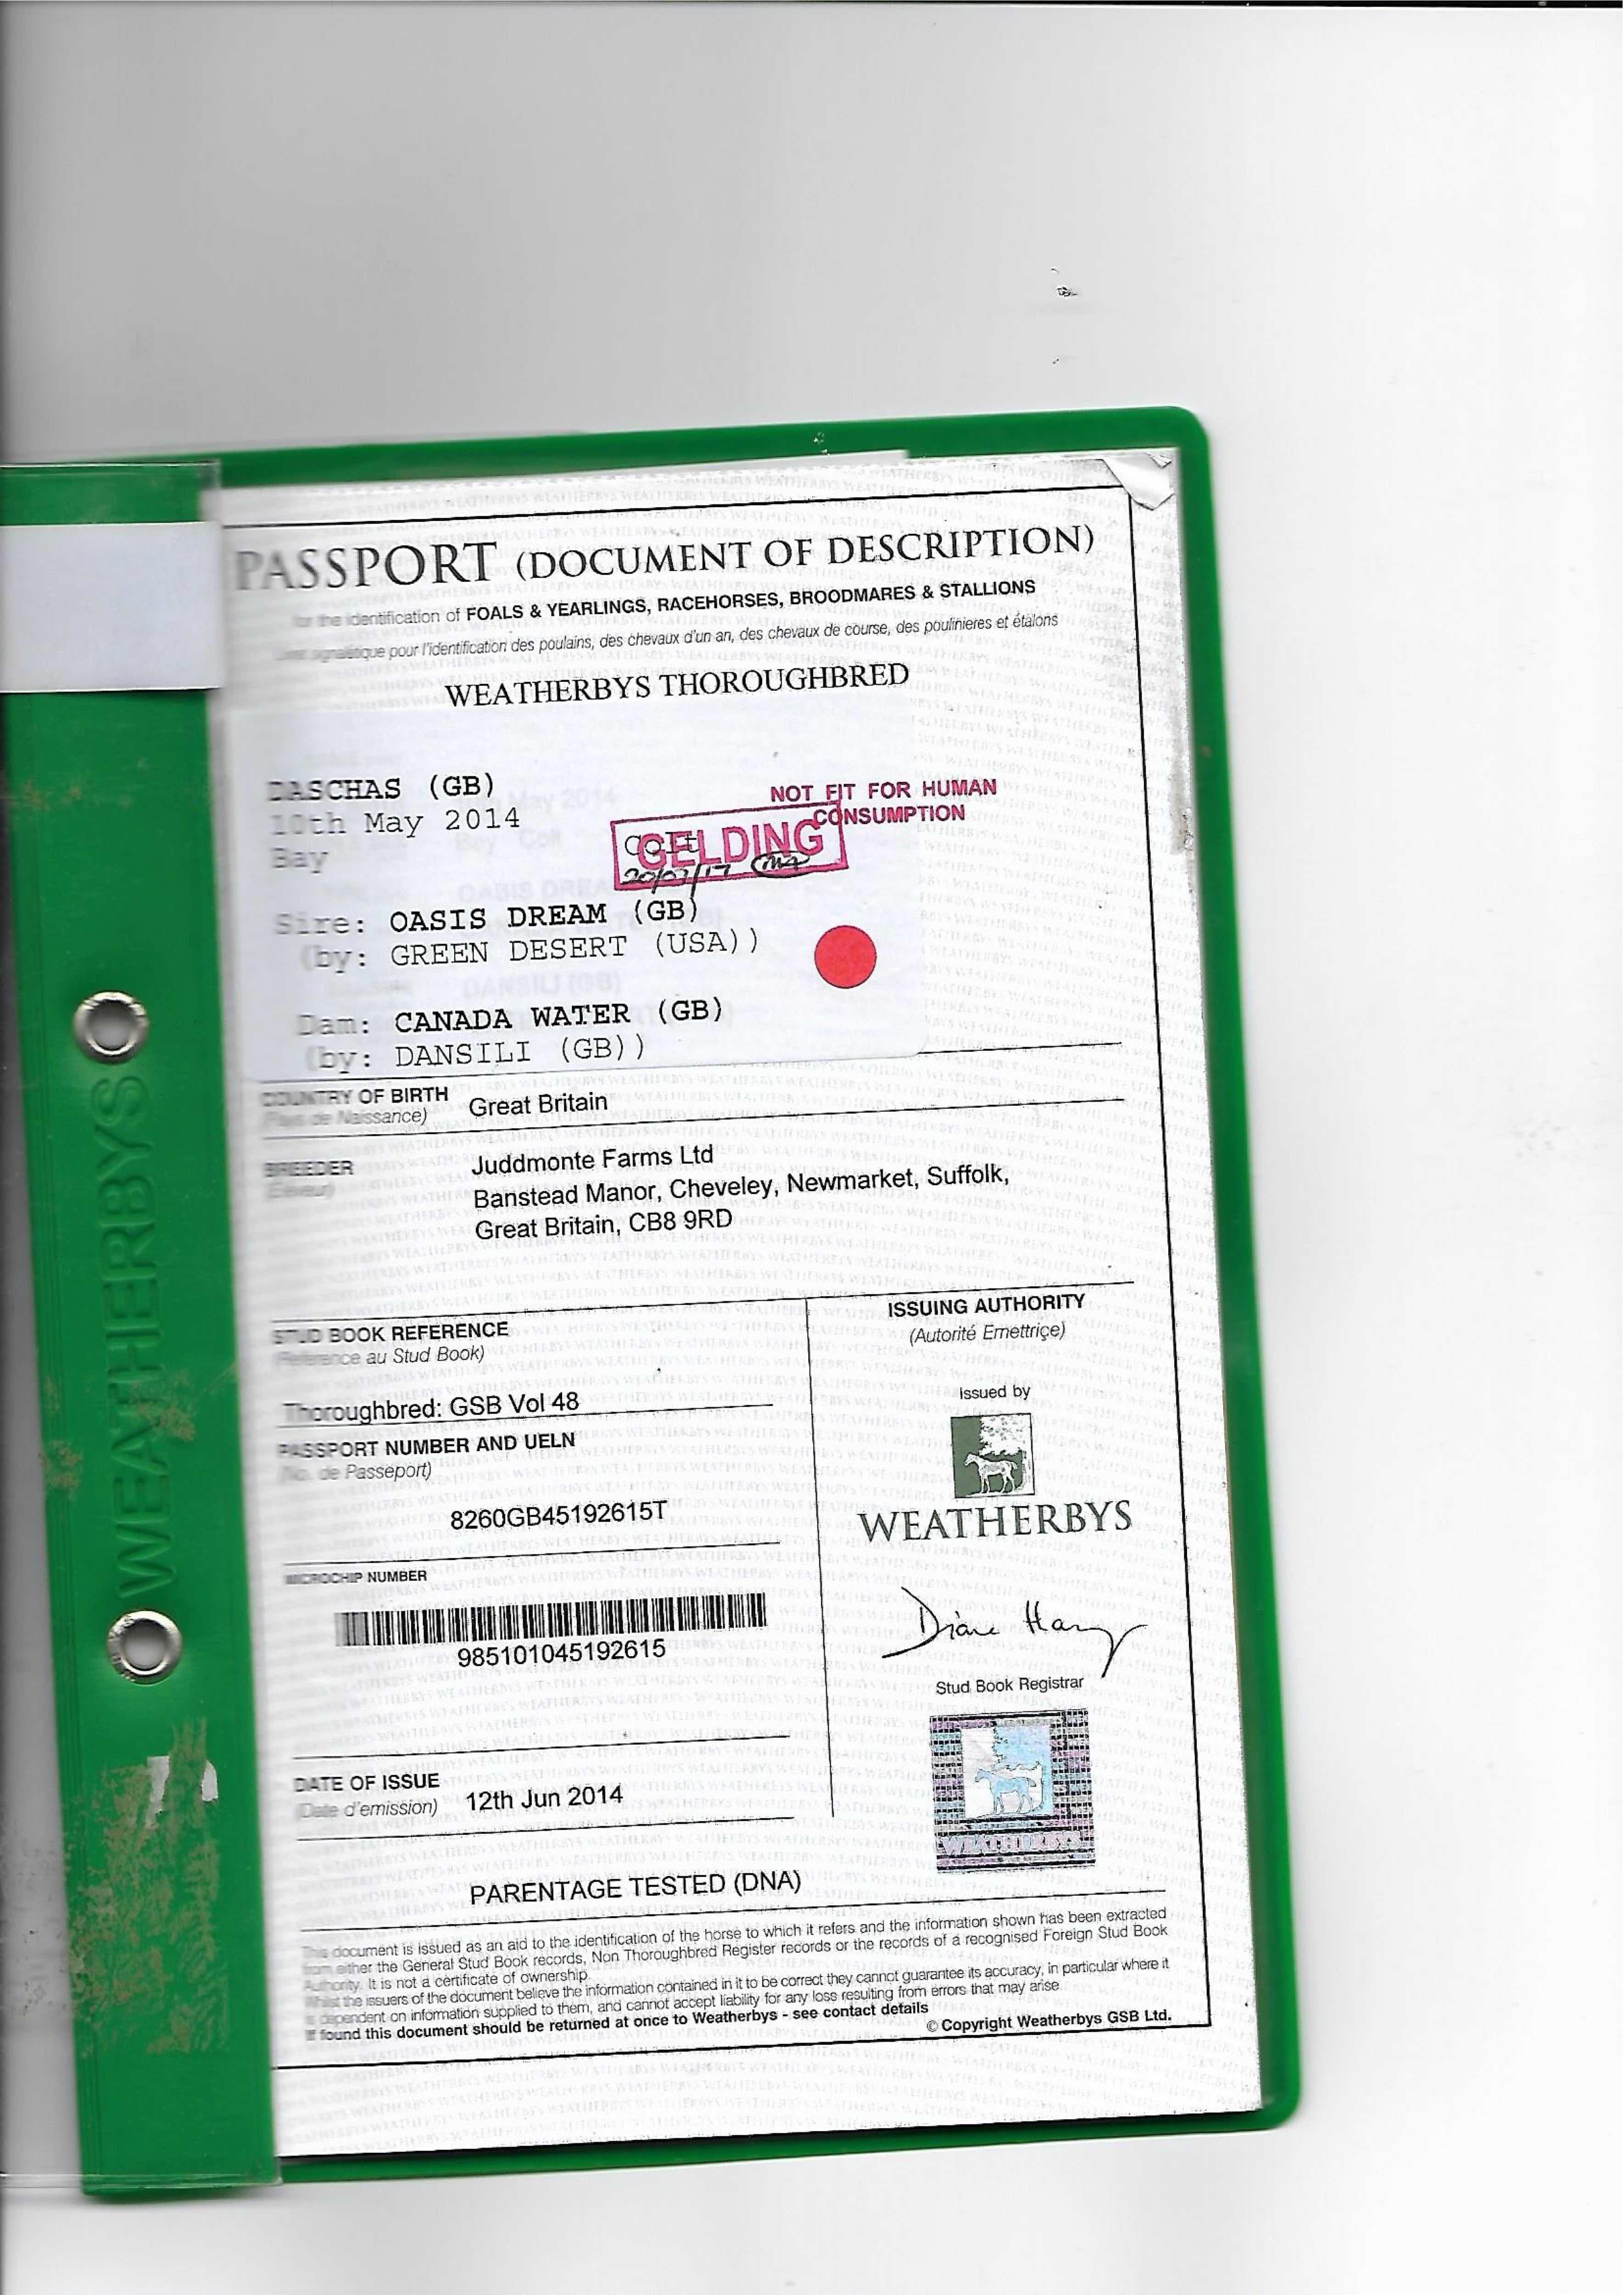 PASSPORT (DOCUMENT OF DESCRIPTION)
for the identification of FOALS & YEARLINGS, RACEHORSES, BROODMARES & STALLIONS
signalétique pour l'identification des poulains, des chevaux d'un an, des chevaux de course, des poulinieres et étalons
WEATHERBYS THOROUGHBRED
DASCHAS (GB)
NOT FIT FOR HUMAN
CONSUMPTION
10th May 2014
Bay
Colt
GELDING
20/07/17
Sire: OASIS DREAM (GB)
(by: GREEN DESERT (USA))
Dam: CANADA WATER (GB)
(by: DANSILI (GB))
COUNTRY OF BIRTH Great Britain
(Pays de Naissance)
BREEDER Juddmonte Farms Ltd
(Eleveur)
Banstead Manor, Cheveley, Newmarket, Suffolk,
Great Britain, CB8 9RD
STUD BOOK REFERENCE
(Reference au Stud Book)
Thoroughbred: GSB Vol 48
PASSPORT NUMBER AND UELN
(No. de Passeport)
8260GB45192615T
MICROCHIP NUMBER
985101045192615
DATE OF ISSUE
(Date d'emission) 12th Jun 2014
ISSUING AUTHORITY
(Autorité Emettriçe)
Issued by
WEATHERBYS
Stud Book Registrar
WEATHERBYS
PARENTAGE TESTED (DNA)
This document is issued as an aid to the identification of the horse to which it refers and the information shown has been extracted
from either the General Stud Book records, Non Thoroughbred Register records or the records of a recognised Foreign Stud Book
Authority. It is not a certificate of ownership.
Whilst the issuers of the document believe the information contained in it to be correct they cannot guarantee its accuracy, in particular where it
is dependent on information supplied to them, and cannot accept liability for any loss resulting from errors that may arise
If found this document should be returned at once to Weatherbys - see contact details
© Copyright Weatherbys GSB Ltd.
WEATHERBYS